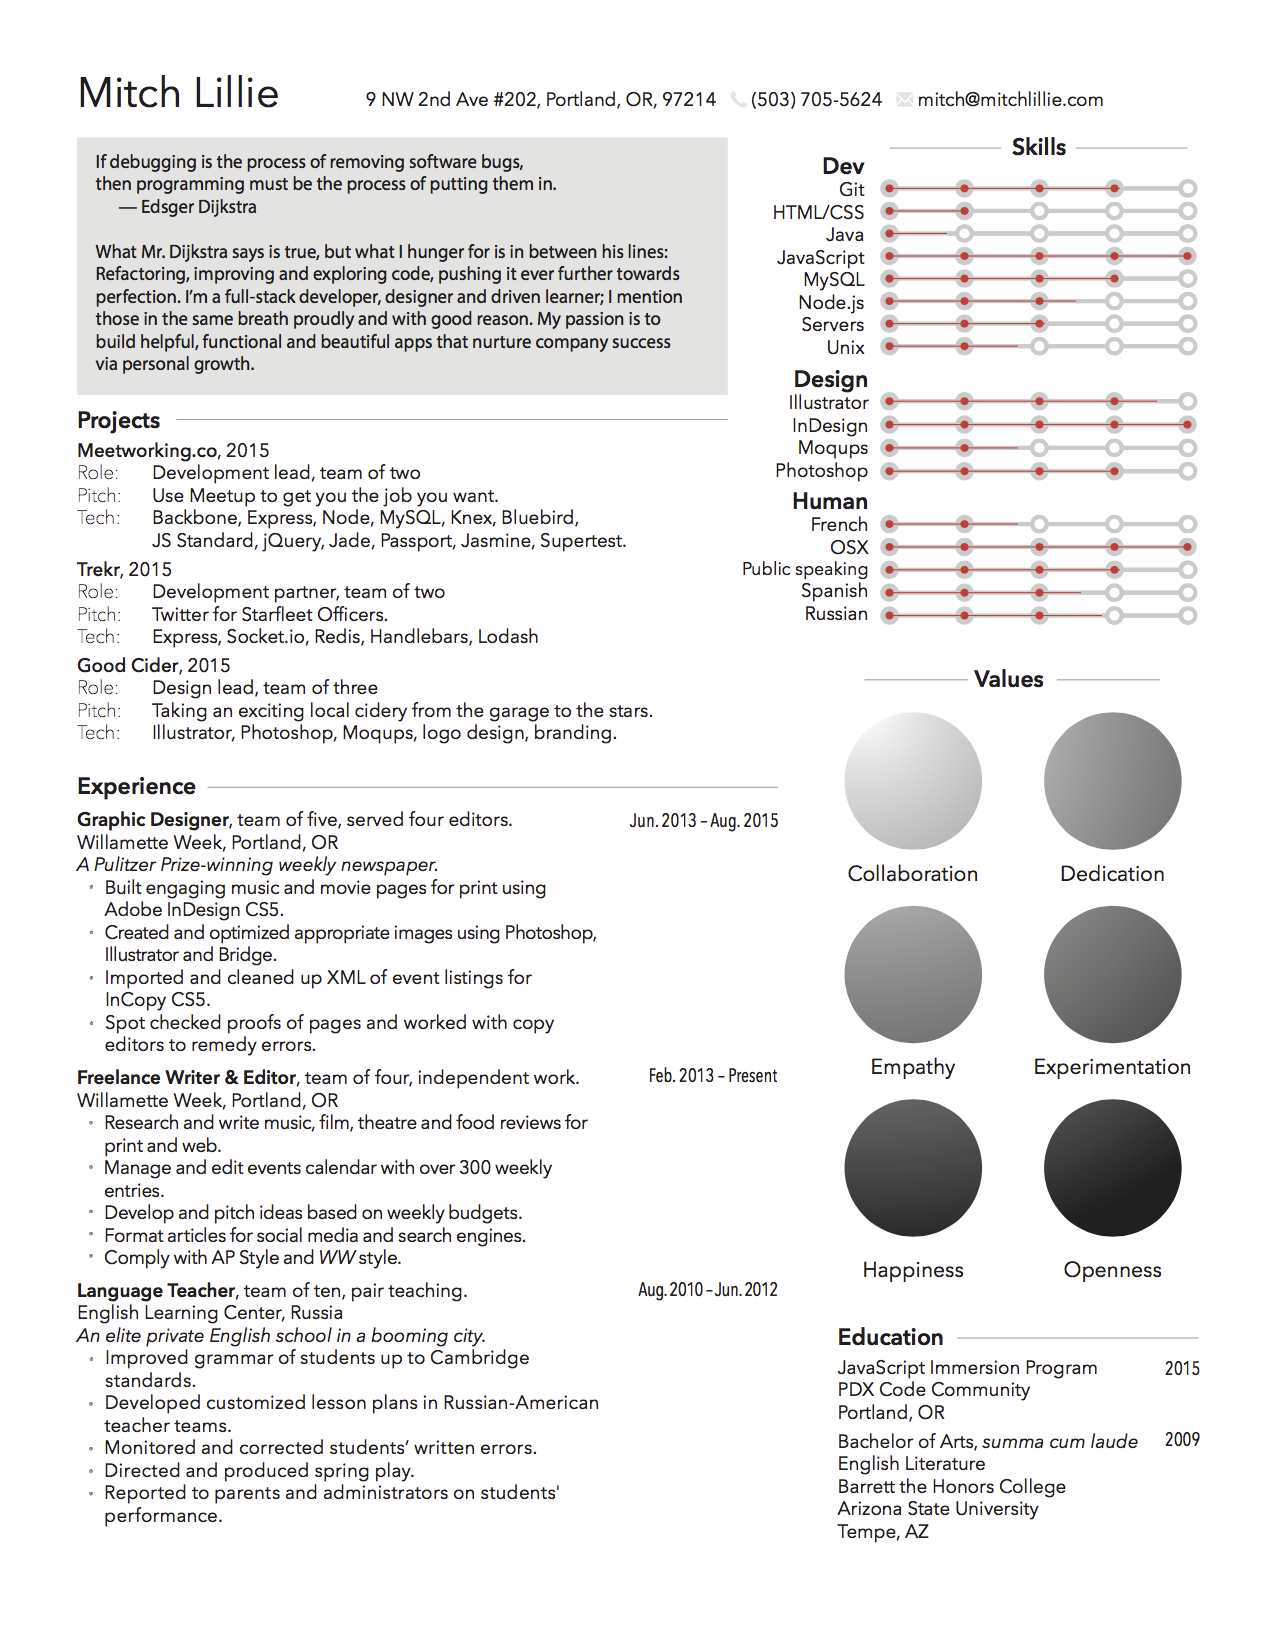 Mitch Lillie
9 NW 2nd Ave #202, Portland, OR, 97214 (503) 705-5624 mitch@mitchlillie.com
If debugging is the process of removing software bugs,
then programming must be the process of putting them in.
— Edsger Dijkstra
What Mr. Dijkstra says is true, but what I hunger for is in between his lines:
Refactoring, improving and exploring code, pushing it ever further towards
perfection. I'm a full-stack developer, designer and driven learner; I mention
those in the same breath proudly and with good reason. My passion is to
build helpful, functional and beautiful apps that nurture company success
via personal growth.
Projects
Meetworking.co, 2015
Role: Development lead, team of two
Pitch: Use Meetup to get you the job you want.
Tech: Backbone, Express, Node, MySQL, Knex, Bluebird,
JS Standard, jQuery, Jade, Passport, Jasmine, Supertest.
Trekr, 2015
Role: Development partner, team of two
Pitch: Twitter for Starfleet Officers.
Tech: Express, Socket.io, Redis, Handlebars, Lodash
Good Cider, 2015
Role: Design lead, team of three
Pitch: Taking an exciting local cidery from the garage to the stars.
Tech: Illustrator, Photoshop, Moqups, logo design, branding.
Experience
Graphic Designer, team of five, served four editors. Jun. 2013 – Aug. 2015
Willamette Week, Portland, OR
A Pulitzer Prize-winning weekly newspaper.
• Built engaging music and movie pages for print using
Adobe InDesign CS5.
• Created and optimized appropriate images using Photoshop,
Illustrator and Bridge.
• Imported and cleaned up XML of event listings for
InCopy CS5.
• Spot checked proofs of pages and worked with copy
editors to remedy errors.
Freelance Writer & Editor, team of four, independent work. Feb. 2013 – Present
Willamette Week, Portland, OR
• Research and write music, film, theatre and food reviews for
print and web.
• Manage and edit events calendar with over 300 weekly
entries.
• Develop and pitch ideas based on weekly budgets.
• Format articles for social media and search engines.
• Comply with AP Style and WW style.
Language Teacher, team of ten, pair teaching. Aug. 2010 – Jun. 2012
English Learning Center, Russia
An elite private English school in a booming city.
• Improved grammar of students up to Cambridge
standards.
• Developed customized lesson plans in Russian-American
teacher teams.
• Monitored and corrected students' written errors.
• Directed and produced spring play.
• Reported to parents and administrators on students'
performance.
Skills
Dev
Git
HTML/CSS
Java
JavaScript
MySQL
Node.js
Servers
Unix
Design
Illustrator
InDesign
Moqups
Photoshop
Human
French
OSX
Public speaking
Spanish
Russian
Values
Collaboration Dedication
Empathy Experimentation
Happiness Openness
Education
JavaScript Immersion Program 2015
PDX Code Community
Portland, OR
Bachelor of Arts, summa cum laude 2009
English Literature
Barrett the Honors College
Arizona State University
Tempe, AZ